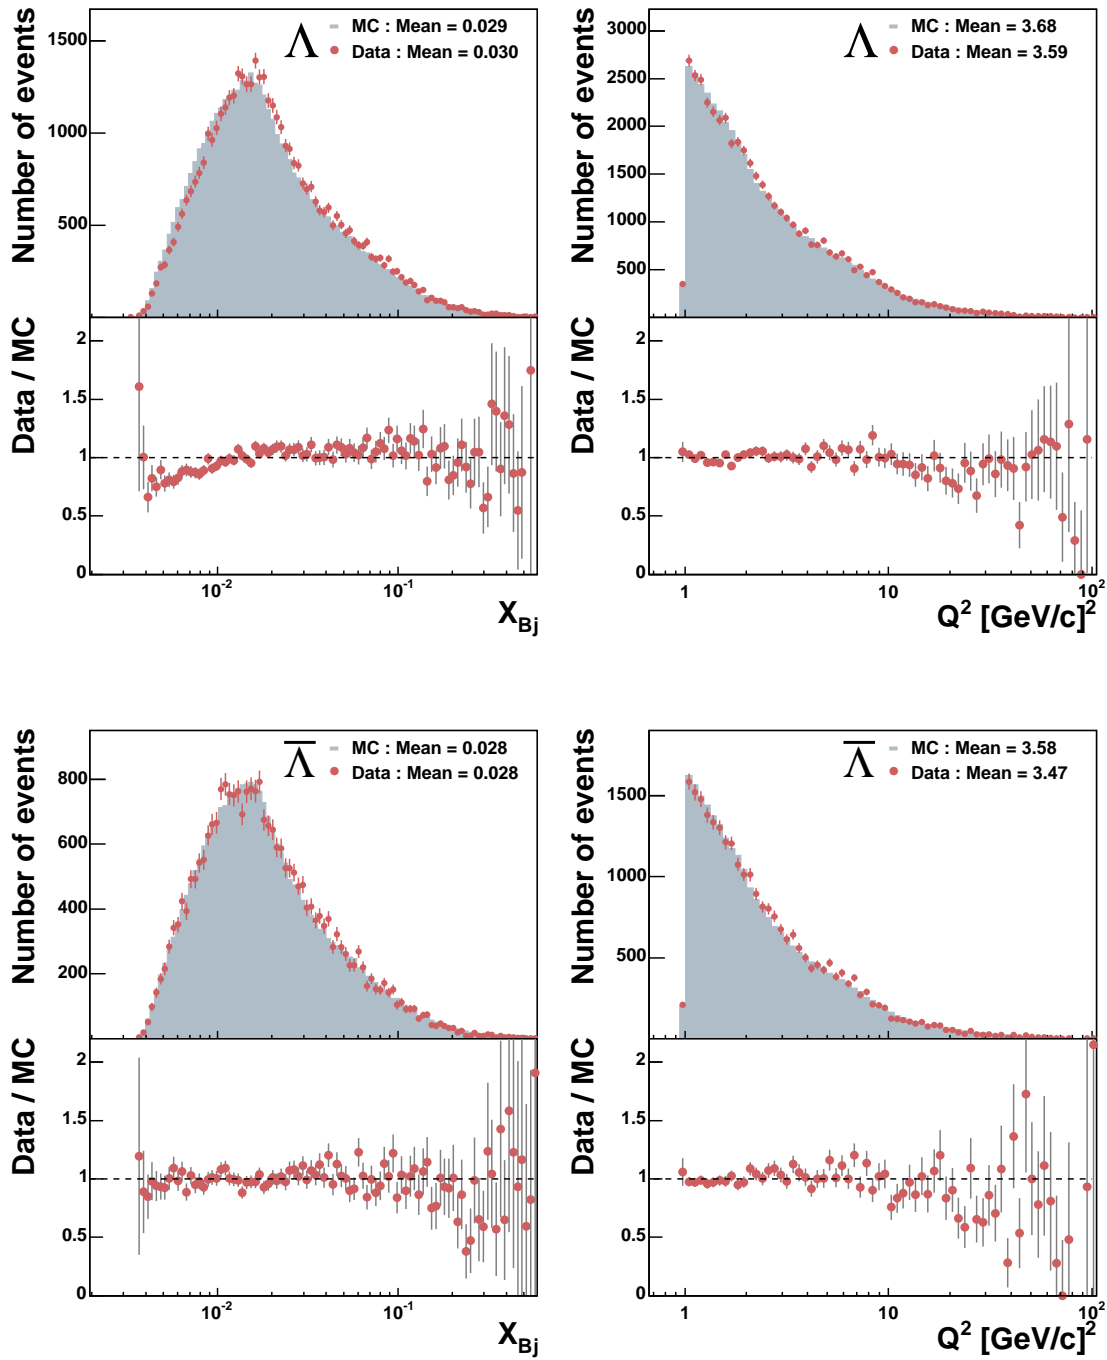 Number of events
1500
1000
500
Λ
MC : Mean = 0.029
Data : Mean = 0.030
Data / MC
2
1.5
1
0.5
0
10^-2
10^-1
X_Bj
Number of events
3000
2500
2000
1500
1000
500
Λ
MC : Mean = 3.68
Data : Mean = 3.59
Data / MC
2
1.5
1
0.5
0
1
10
10^2
Q^2 [GeV/c]^2
Number of events
800
600
400
200
Λ̅
MC : Mean = 0.028
Data : Mean = 0.028
Data / MC
2
1.5
1
0.5
0
10^-2
10^-1
X_Bj
Number of events
1500
1000
500
Λ̅
MC : Mean = 3.58
Data : Mean = 3.47
Data / MC
2
1.5
1
0.5
0
1
10
10^2
Q^2 [GeV/c]^2